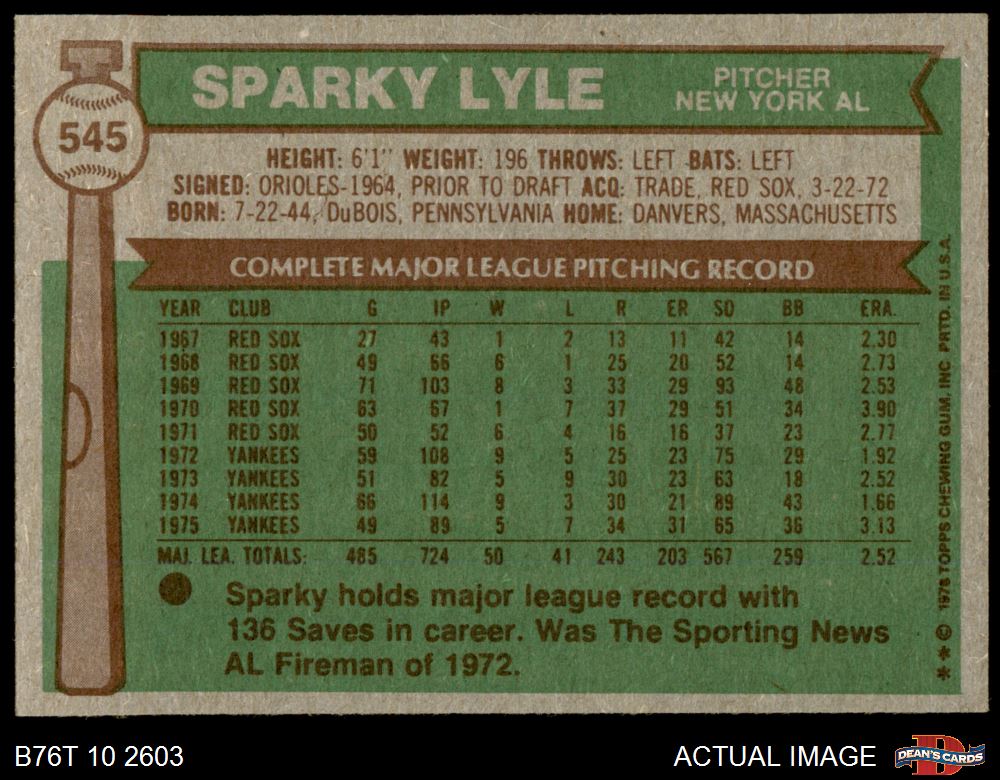 545
SPARKY LYLE
PITCHER
NEW YORK AL
HEIGHT: 6'1" WEIGHT: 196 THROWS: LEFT BATS: LEFT
SIGNED: ORIOLES-1964, PRIOR TO DRAFT ACQ: TRADE, RED SOX, 3-22-72
BORN: 7-22-44, DuBOIS, PENNSYLVANIA HOME: DANVERS, MASSACHUSETTS
COMPLETE MAJOR LEAGUE PITCHING RECORD
YEAR CLUB G IP W L R ER SO BB ERA.
1967 RED SOX 27 43 1 2 13 11 42 14 2.30
1968 RED SOX 49 66 6 1 25 20 52 14 2.73
1969 RED SOX 71 103 8 3 33 29 93 48 2.53
1970 RED SOX 63 67 1 7 37 29 51 34 3.90
1971 RED SOX 50 52 6 4 16 16 37 23 2.77
1972 YANKEES 59 108 9 5 25 23 75 29 1.92
1973 YANKEES 51 82 5 9 30 23 63 18 2.52
1974 YANKEES 66 114 9 3 30 21 89 43 1.66
1975 YANKEES 49 89 5 7 34 31 65 36 3.13
MAJ. LEA. TOTALS: 485 724 50 41 243 203 567 259 2.52
Sparky holds major league record with
136 Saves in career. Was The Sporting News
AL Fireman of 1972.
* * © 1976 TOPPS CHEWING GUM, INC PRTD. IN U.S.A.
B76T 10 2603
ACTUAL IMAGE
D
DEAN'S CARDS